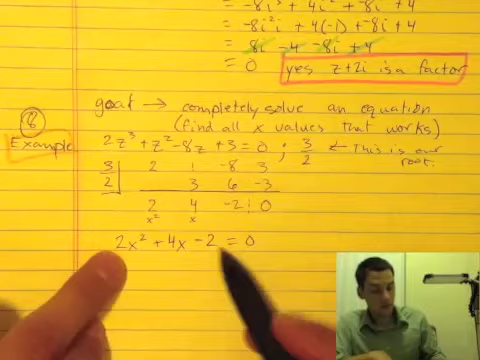 -8i³ + 4i² + -8i + 4
= -8i²i + 4(-1) + -8i + 4
= 8i -4 -8i +4
= 0 yes z+2i is a factor
⑧ goal → completely solve an equation
(find all x values that works)
Example 2z³ + z² - 8z + 3 = 0 ; 3/2 ← This is our root.
3/2 | 2 1 -8 3
3 6 -3
2 4 -2 0
x² x
2x² + 4x - 2 = 0